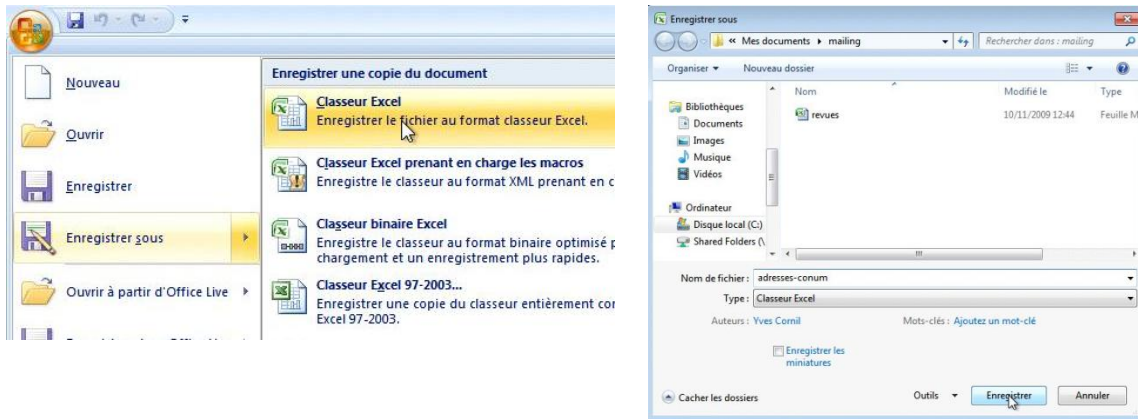 Nouveau
Ouvrir
Enregistrer
Enregistrer sous
Ouvrir à partir d'Office Live
Enregistrer une copie du document
Classeur Excel
Enregistrer le fichier au format classeur Excel.
Classeur Excel prenant en charge les macros
Enregistre le classeur au format XML prenant en c
Classeur binaire Excel
Enregistre le classeur au format binaire optimisé p
chargement et un enregistrement plus rapides.
Classeur Excel 97-2003...
Enregistrer une copie du classeur entièrement co
Excel 97-2003.
Enregistrer sous
« Mes documents mailing
Rechercher dans : mailing
Organiser Nouveau dossier
Nom Modifié le Type
Bibliothèques
Documents
Images
Musique
Vidéos
Ordinateur
Disque local (C:)
Shared Folders (\
revues 10/11/2009 12:44 Feuille M
Nom de fichier : adresses-conum
Type : Classeur Excel
Auteurs : Yves Cornil Mots-clés : Ajoutez un mot-clé
Enregistrer les
miniatures
Cacher les dossiers Outils Enregistrer Annuler